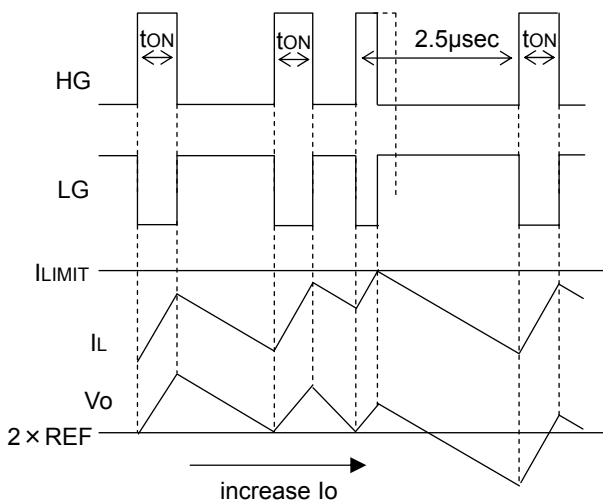 tON
tON
2.5μsec
tON
HG
LG
ILIMIT
IL
Vo
2 × REF
increase Io